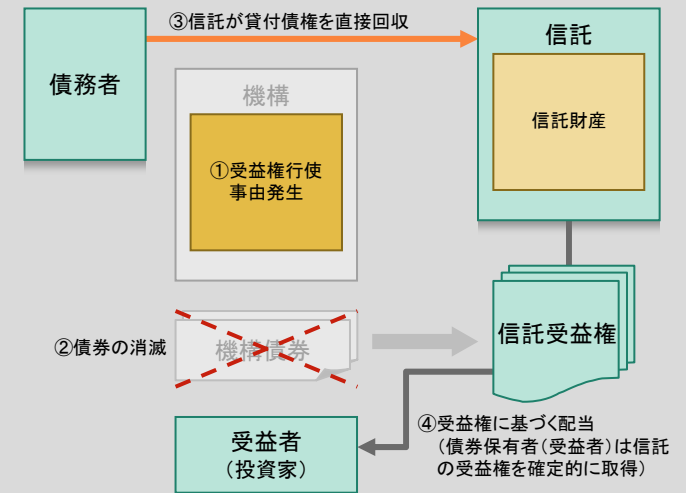 ③信託が貸付債権を直接回収
債務者
信託
機構
信託財産
①受益権行使
事由発生
②債券の消滅
機構債券
信託受益権
受益者
（投資家）
④受益権に基づく配当
（債券保有者（受益者）は信託
の受益権を確定的に取得）